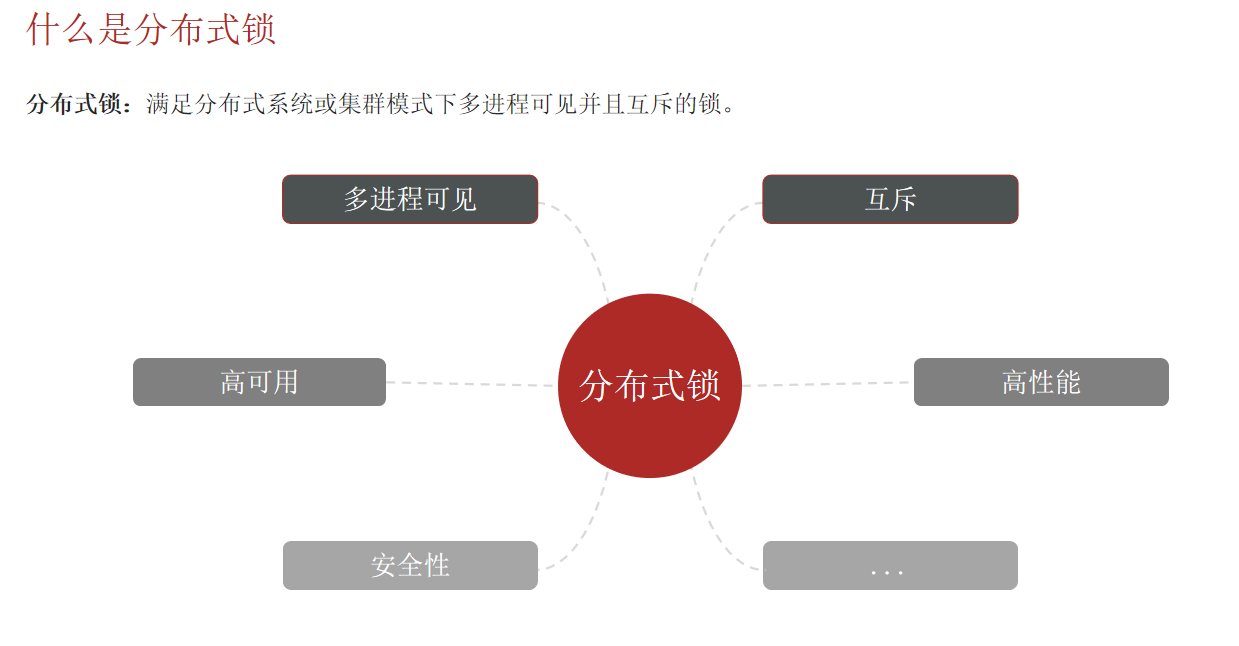 什么是分布式锁
分布式锁：满足分布式系统或集群模式下多进程可见并且互斥的锁。
多进程可见
互斥
高可用
分布式锁
高性能
安全性
...